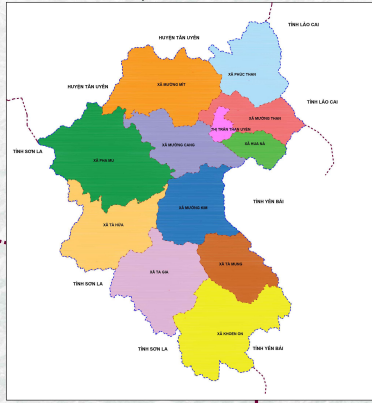 TỈNH LÀO CAI
HUYỆN TÂN UYÊN
XÃ PHÚC THAN
XÃ MƯỜNG MÍT
HUYỆN TÂN UYÊN
TỈNH LÀO CAI
XÃ MƯỜNG THAN
THỊ TRẤN THAN UYÊN
XÃ HUA NÀ
XÃ MƯỜNG CANG
TỈNH SƠN LA
XÃ PHA MU
TỈNH YÊN BÁI
XÃ MƯỜNG KIM
XÃ TÀ HỪA
XÃ TÀ MUNG
XÃ TA GIA
TỈNH SƠN LA
XÃ KHOEN ON
TỈNH SƠN LA
TỈNH YÊN BÁI